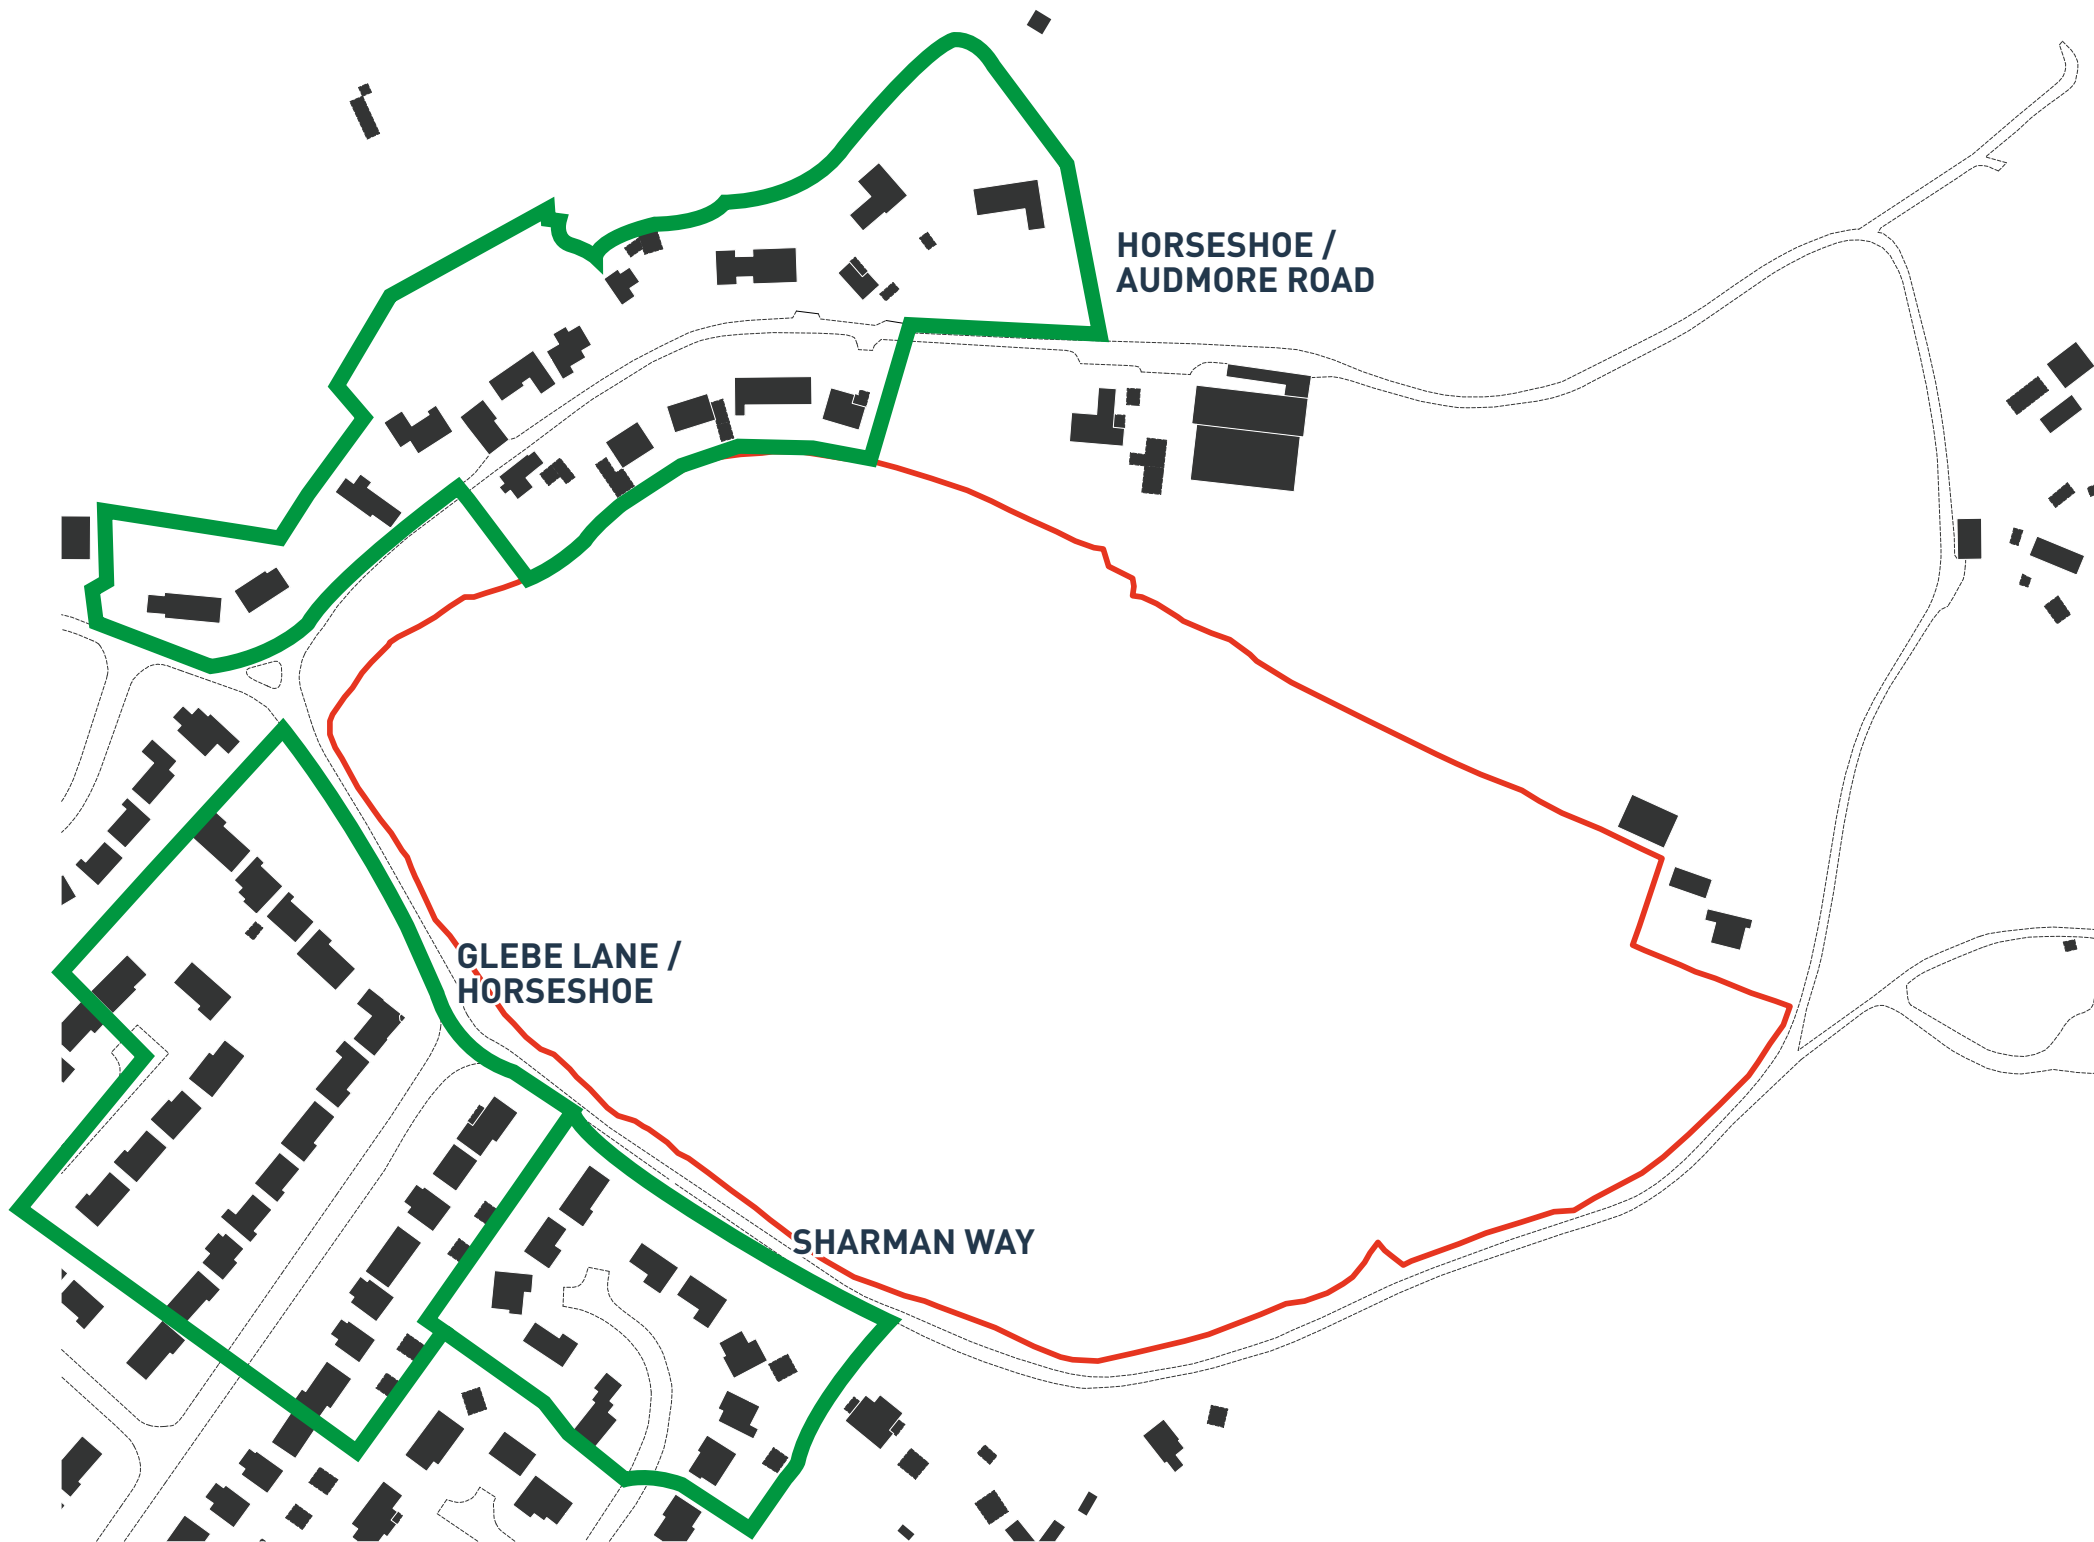 HORSESHOE /
AUDMORE ROAD
GLEBE LANE /
HORSESHOE
SHARMAN WAY